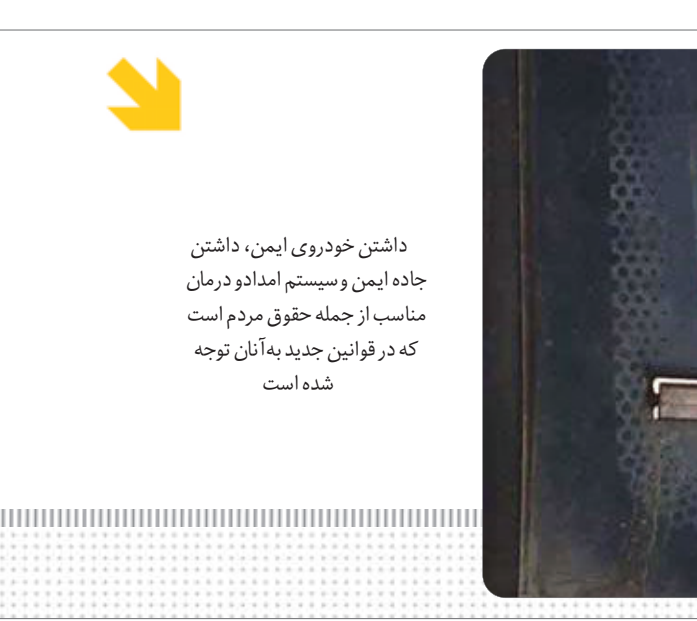 داشتن خودروی ایمن، داشتن
جاده ایمن و سیستم امداد و درمان
مناسب از جمله حقوق مردم است
که در قوانین جدید به آنان توجه
شده است